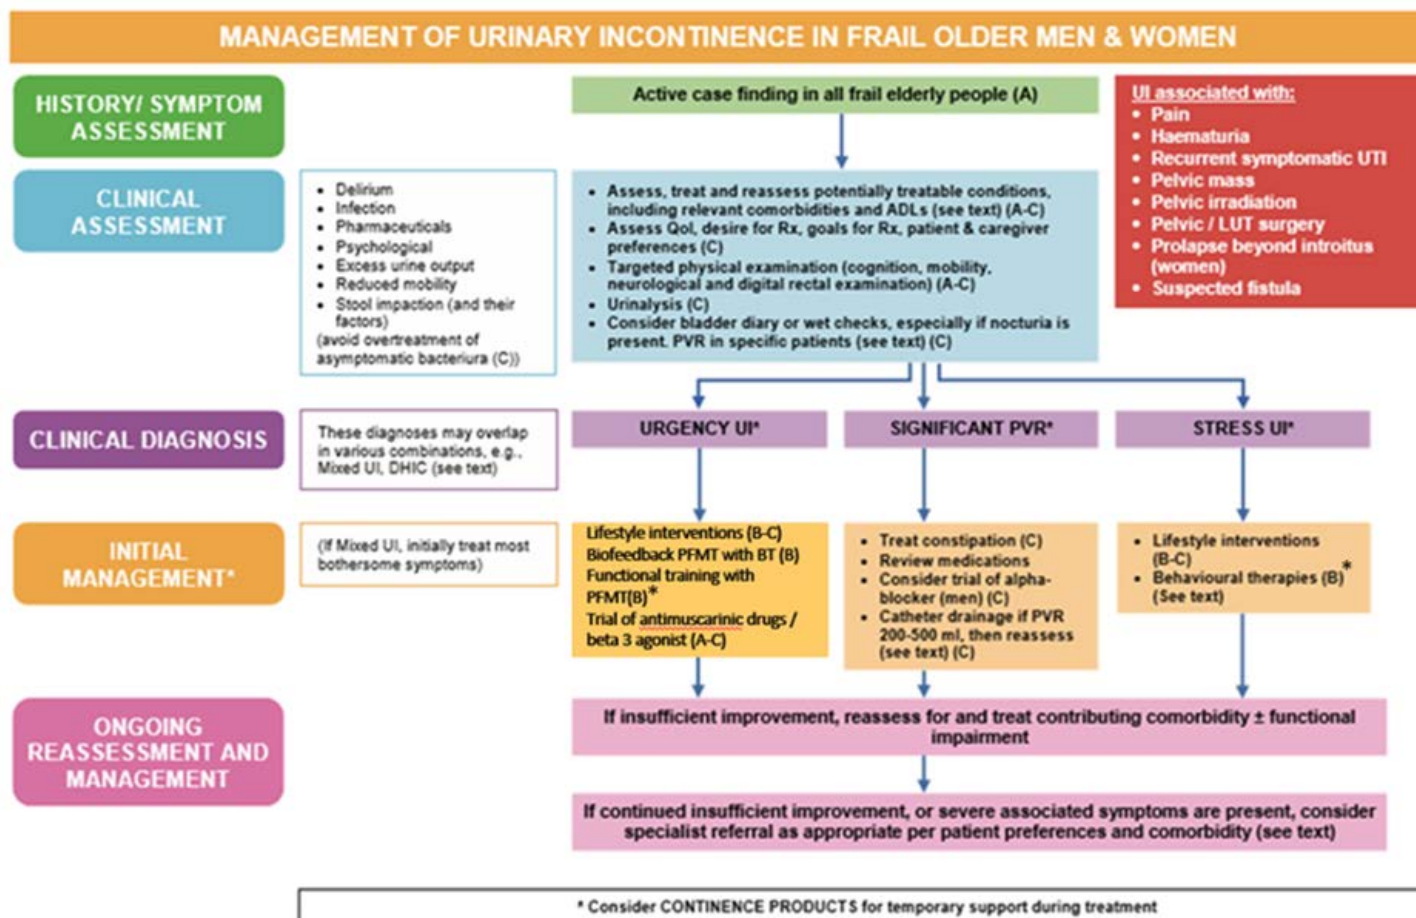 MANAGEMENT OF URINARY INCONTINENCE IN FRAIL OLDER MEN & WOMEN
HISTORY/ SYMPTOM
ASSESSMENT
Active case finding in all frail elderly people (A)
UI associated with:
• Pain
• Haematuria
• Recurrent symptomatic UTI
• Pelvic mass
• Pelvic irradiation
• Pelvic / LUT surgery
• Prolapse beyond introitus
(women)
• Suspected fistula
CLINICAL
ASSESSMENT
• Delirium
• Infection
• Pharmaceuticals
• Psychological
• Excess urine output
• Reduced mobility
• Stool impaction (and their
factors)
(avoid overtreatment of
asymptomatic bacteriura (C))
• Assess, treat and reassess potentially treatable conditions,
including relevant comorbidities and ADLs (see text) (A-C)
• Assess Qol, desire for Rx, goals for Rx, patient & caregiver
preferences (C)
• Targeted physical examination (cognition, mobility,
neurological and digital rectal examination) (A-C)
• Urinalysis (C)
• Consider bladder diary or wet checks, especially if nocturia is
present. PVR in specific patients (see text) (C)
CLINICAL DIAGNOSIS
These diagnoses may overlap
in various combinations, e.g.,
Mixed UI, DHIC (see text)
URGENCY UI*
SIGNIFICANT PVR*
STRESS UI*
INITIAL
MANAGEMENT*
(If Mixed UI, initially treat most
bothersome symptoms)
Lifestyle interventions (B-C)
Biofeedback PFMT with BT (B)
Functional training with
PFMT(B)*
Trial of antimuscarinic drugs /
beta 3 agonist (A-C)
• Treat constipation (C)
• Review medications
• Consider trial of alpha-
blocker (men) (C)
• Catheter drainage if PVR
200-500 ml, then reassess
(see text) (C)
• Lifestyle interventions
(B-C)
• Behavioural therapies (B)*
(See text)
ONGOING
REASSESSMENT AND
MANAGEMENT
If insufficient improvement, reassess for and treat contributing comorbidity ± functional
impairment
If continued insufficient improvement, or severe associated symptoms are present, consider
specialist referral as appropriate per patient preferences and comorbidity (see text)
* Consider CONTINENCE PRODUCTS for temporary support during treatment